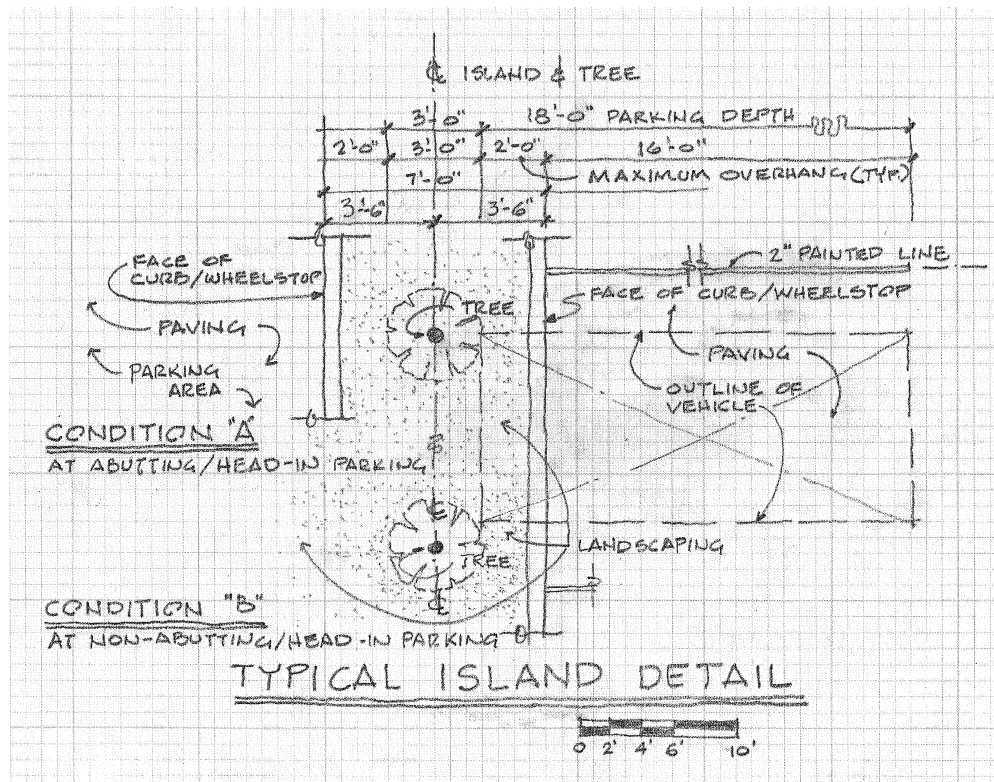 ℄ ISLAND & TREE
3'-0" 18'-0" PARKING DEPTH
2'-0" 3'-0" 2'-0" 16'-0"
7'-0" MAXIMUM OVERHANG (TYP.)
3'-6" 3'-6"
2" PAINTED LINE
FACE OF
CURB/WHEELSTOP
FACE OF CURB/WHEELSTOP
TREE
PAVING
PAVING
PARKING
AREA
OUTLINE OF
VEHICLE
CONDITION "A"
AT ABUTTING/HEAD-IN PARKING
LANDSCAPING
TREE
℄
CONDITION "B"
AT NON-ABUTTING/HEAD-IN PARKING
TYPICAL ISLAND DETAIL
0 2' 4' 6' 10'